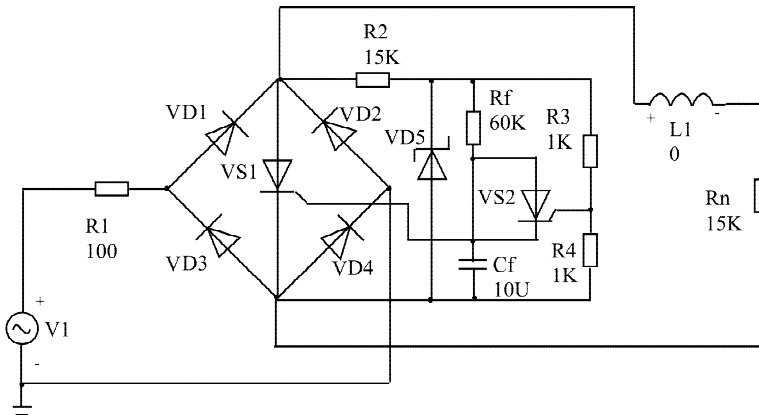 R2
15K
VD1
VD2
Rf
60K
R3
1K
VD5
+
-
L1
0
VS1
VS2
Rn
15K
R1
100
VD3
VD4
Cf
10U
R4
1K
+
V1
-